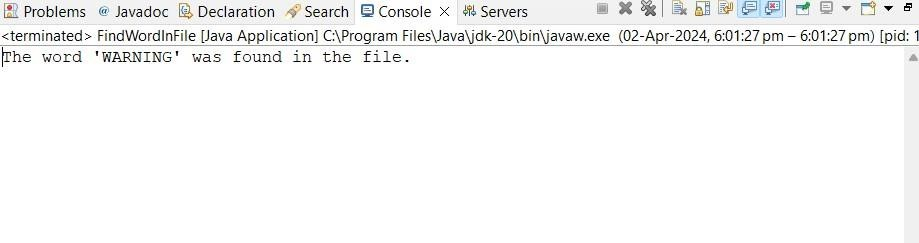 Problems @ Javadoc Declaration Search Console Servers
<terminated> FindWordInFile [Java Application] C:\Program Files\Java\jdk-20\bin\javaw.exe (02-Apr-2024, 6:01:27 pm – 6:01:27 pm) [pid: 1
The word 'WARNING' was found in the file.